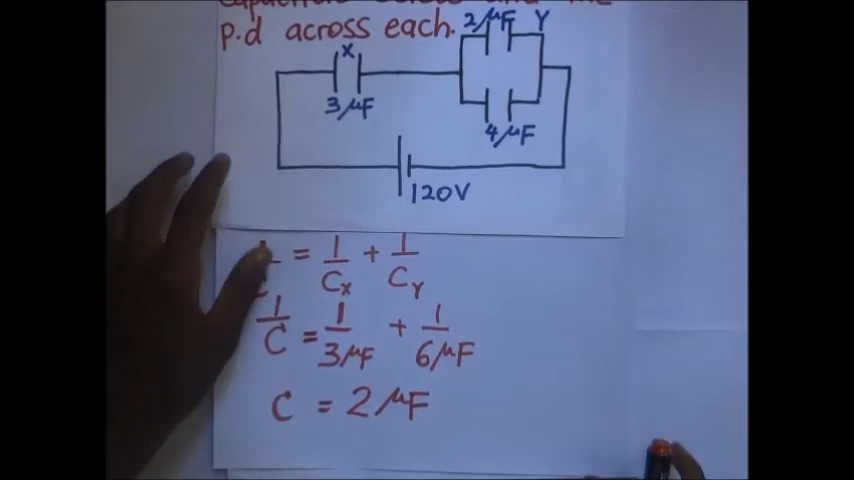 p.d across each.
2μF Y
X
3μF
4μF
120V
= 1/Cx + 1/CY
1/C = 1/3μF + 1/6μF
C = 2μF